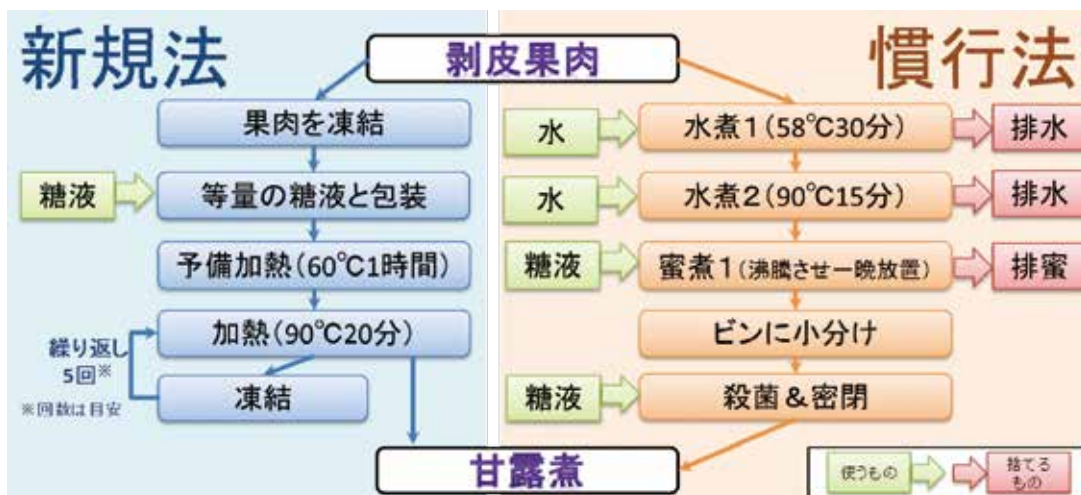 新規法
剥皮果肉
慣行法
果肉を凍結
糖液
等量の糖液と包装
予備加熱(60℃1時間)
加熱(90℃20分)
繰り返し
5回※
※回数は目安
凍結
水
水煮1(58℃30分)
排水
水
水煮2(90℃15分)
排水
糖液
蜜煮1(沸騰させ一晩放置)
排蜜
ビンに小分け
糖液
殺菌&密閉
甘露煮
使うもの
捨てる
もの